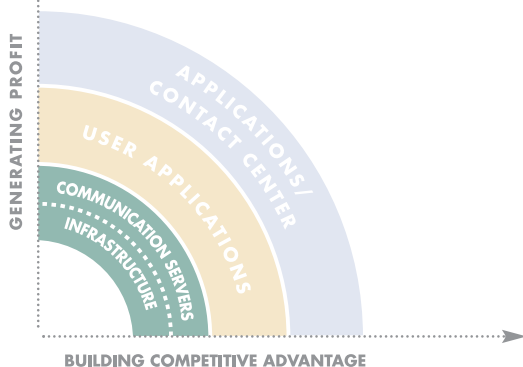 GENERATING PROFIT
APPLICATIONS/
CONTACT CENTER
USER APPLICATIONS
COMMUNICATION SERVERS
INFRASTRUCTURE
BUILDING COMPETITIVE ADVANTAGE